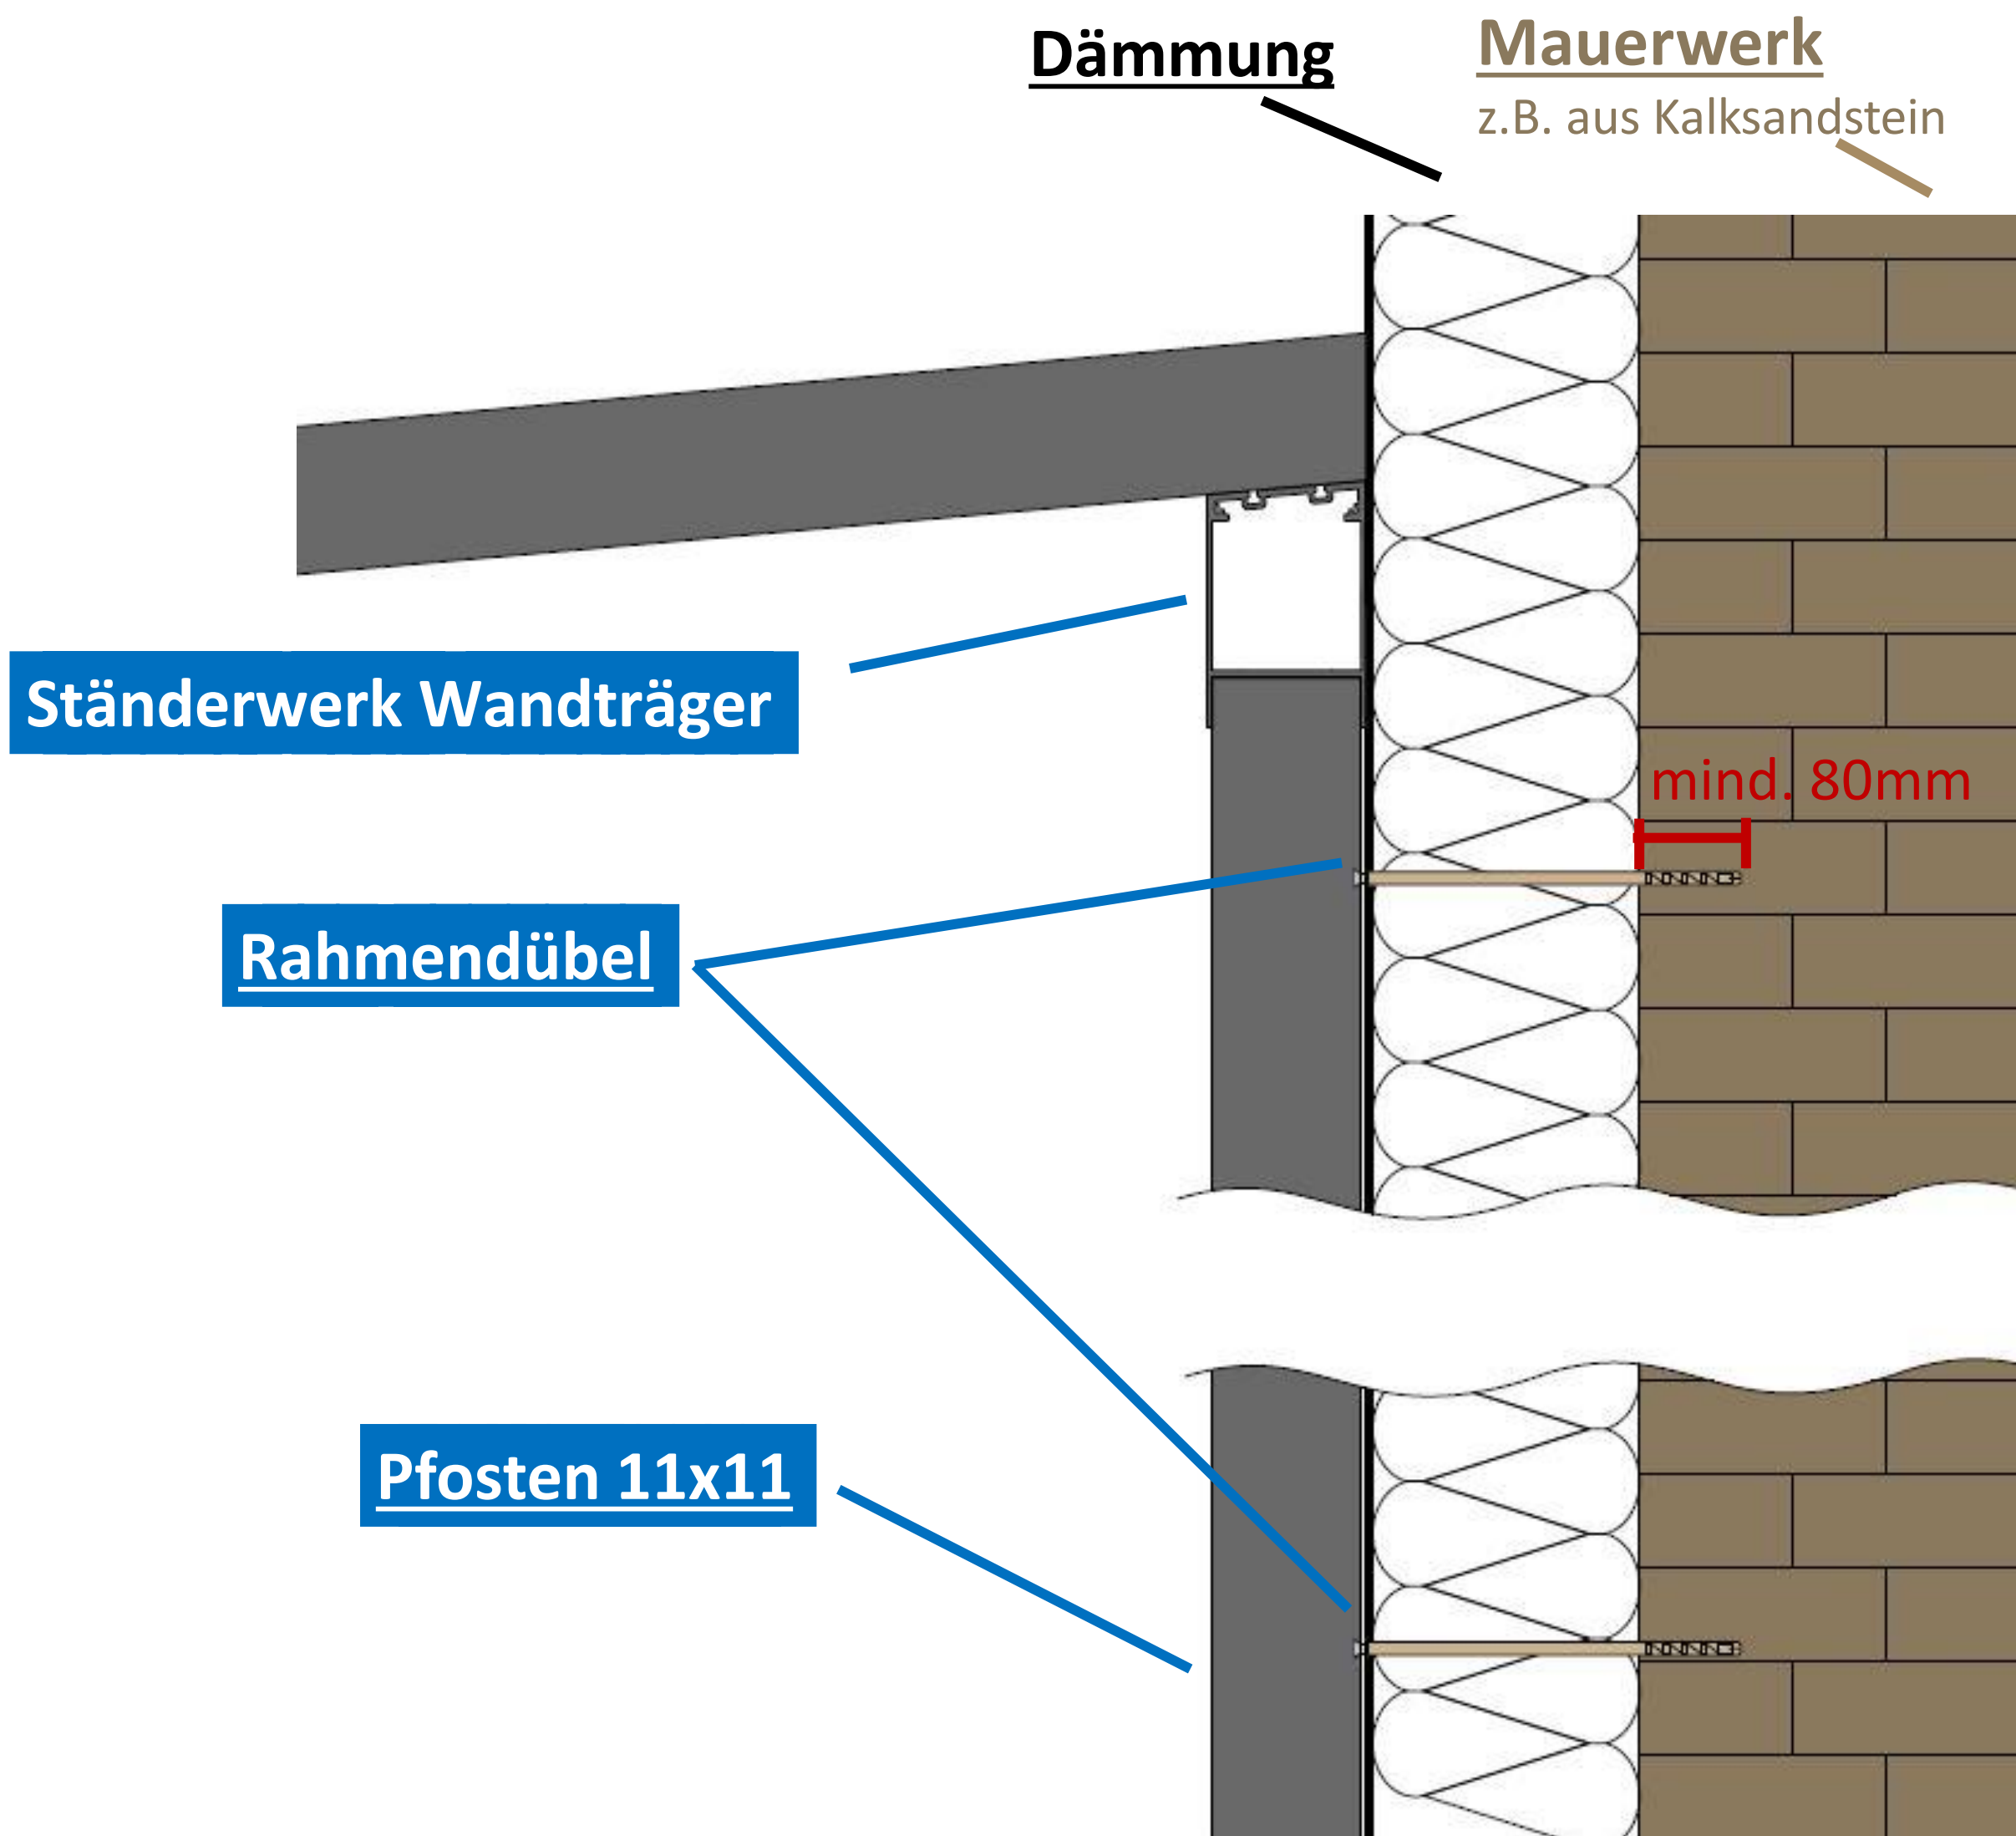 Dämmung
Mauerwerk
z.B. aus Kalksandstein
Ständerwerk Wandträger
mind. 80mm
Rahmendübel
Pfosten 11x11